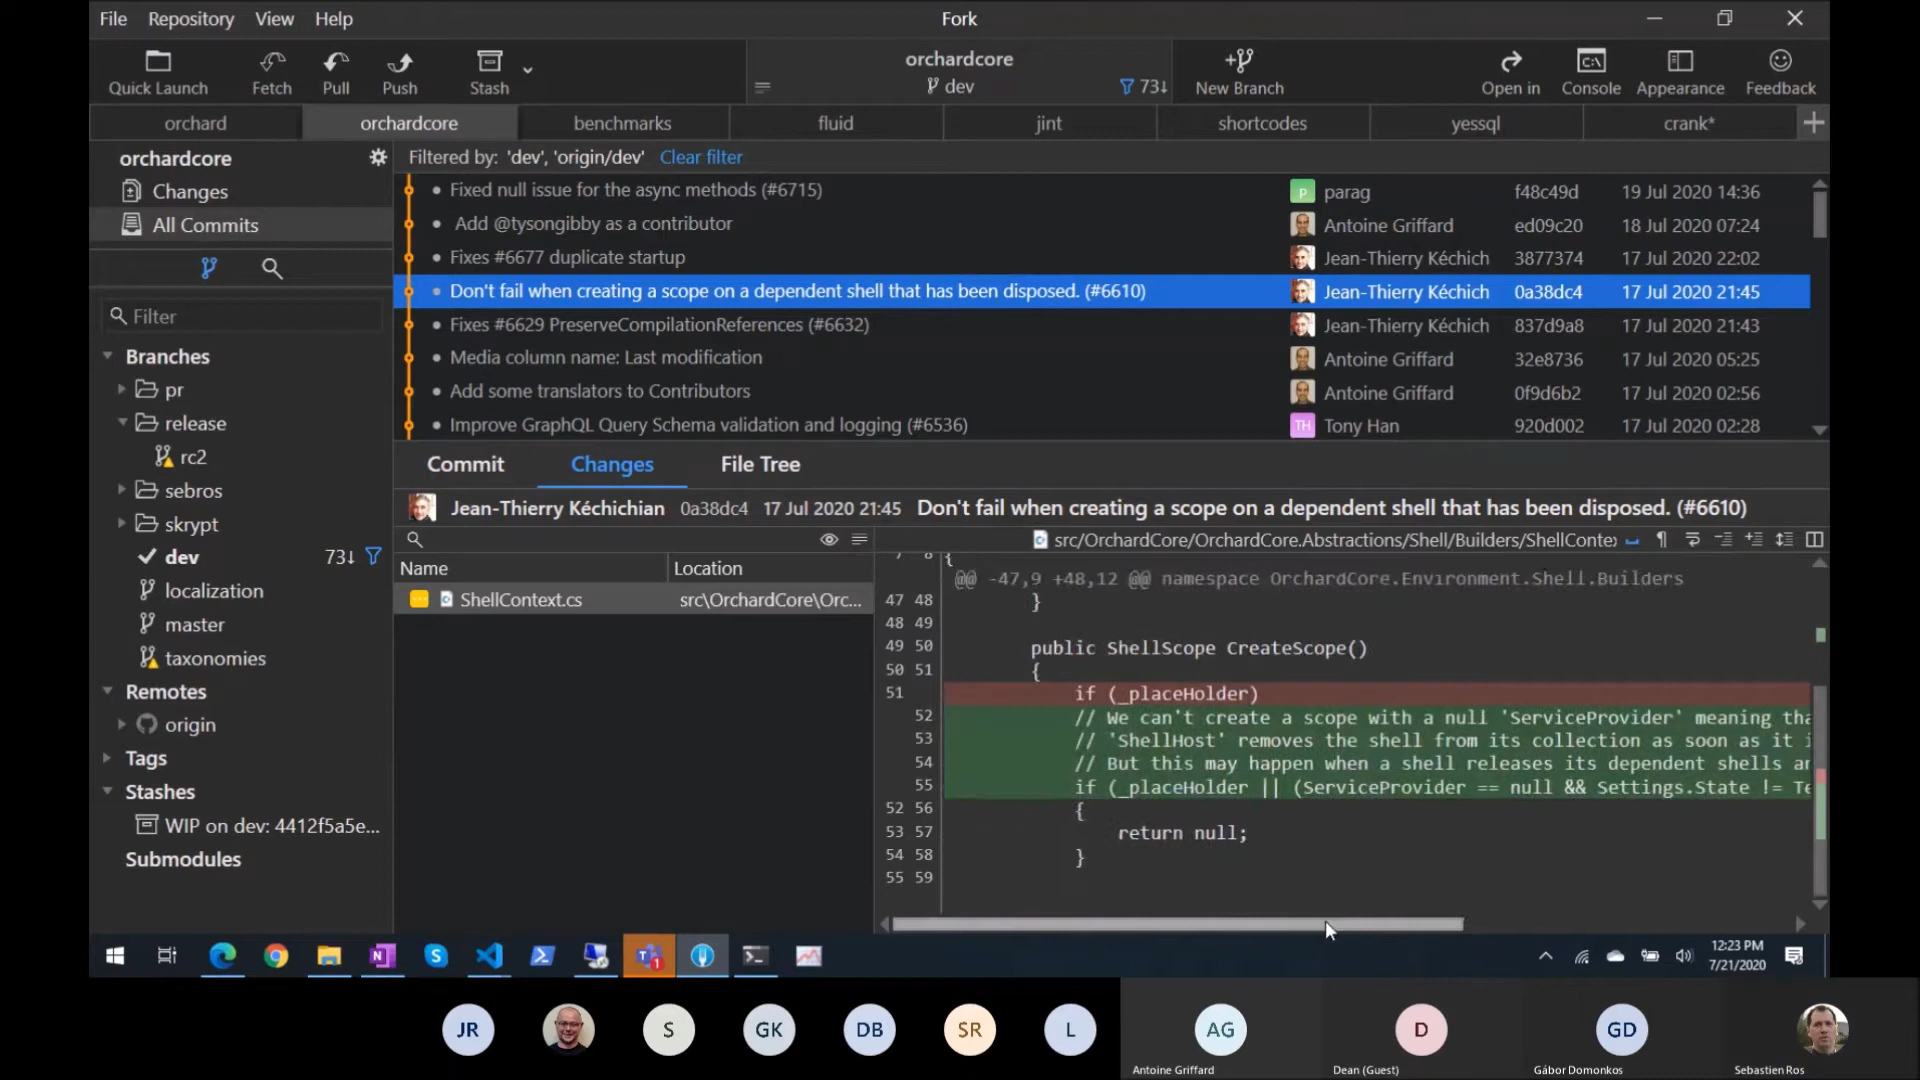 File Repository View Help
Fork
Quick Launch Fetch Pull Push Stash
orchardcore
dev
73↓
New Branch Open in Console Appearance Feedback
orchard orchardcore benchmarks fluid jint shortcodes yessql crank*
orchardcore
Changes
All Commits
Filter
Branches
pr
release
rc2
sebros
skrypt
dev 73↓
localization
master
taxonomies
Remotes
origin
Tags
Stashes
WIP on dev: 4412f5a5e...
Submodules
Filtered by: 'dev', 'origin/dev' Clear filter
Fixed null issue for the async methods (#6715) P parag f48c49d 19 Jul 2020 14:36
Add @tysongibby as a contributor Antoine Griffard ed09c20 18 Jul 2020 07:24
Fixes #6677 duplicate startup Jean-Thierry Kéchich 3877374 17 Jul 2020 22:02
Don't fail when creating a scope on a dependent shell that has been disposed. (#6610) Jean-Thierry Kéchich 0a38dc4 17 Jul 2020 21:45
Fixes #6629 PreserveCompilationReferences (#6632) Jean-Thierry Kéchich 837d9a8 17 Jul 2020 21:43
Media column name: Last modification Antoine Griffard 32e8736 17 Jul 2020 05:25
Add some translators to Contributors Antoine Griffard 0f9d6b2 17 Jul 2020 02:56
Improve GraphQL Query Schema validation and logging (#6536) TH Tony Han 920d002 17 Jul 2020 02:28
Commit Changes File Tree
Jean-Thierry Kéchichian 0a38dc4 17 Jul 2020 21:45 Don't fail when creating a scope on a dependent shell that has been disposed. (#6610)
src/OrchardCore/OrchardCore.Abstractions/Shell/Builders/ShellConte
Name Location
ShellContext.cs src\OrchardCore\Orc...
7 8 {
@@ -47,9 +48,12 @@ namespace OrchardCore.Environment.Shell.Builders
47 48 }
48 49
49 50 public ShellScope CreateScope()
50 51 {
51 if (_placeHolder)
52 // We can't create a scope with a null 'ServiceProvider' meaning tha
53 // 'ShellHost' removes the shell from its collection as soon as it i
54 // But this may happen when a shell releases its dependent shells an
55 if (_placeHolder || (ServiceProvider == null && Settings.State != Te
52 56 {
53 57 return null;
54 58 }
55 59
12:23 PM
7/21/2020
JR S GK DB SR L AG D GD
Antoine Griffard Dean (Guest) Gábor Domonkos Sebastien Ros